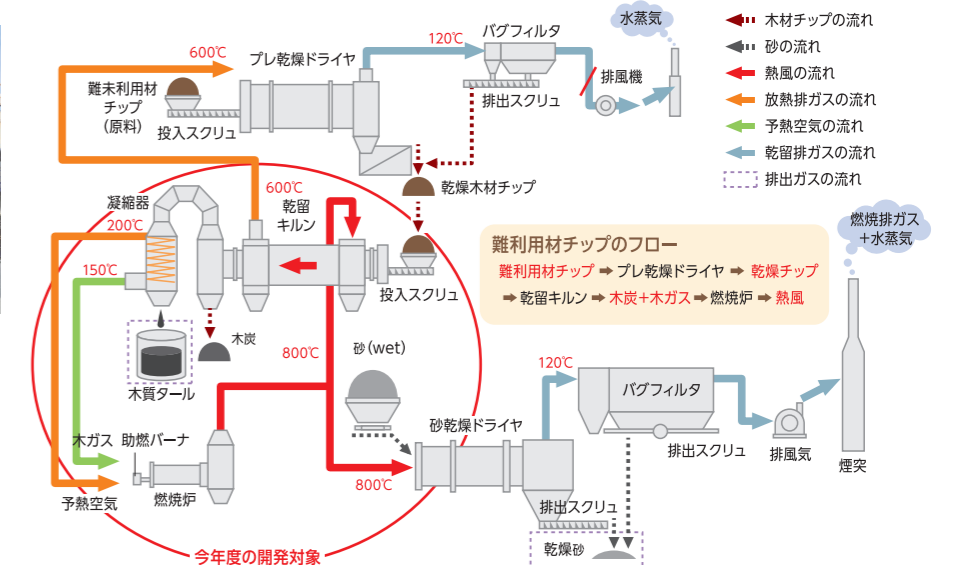 水蒸気
120℃
バグフィルタ
600℃
プレ乾燥ドライヤ
難未利用材
チップ
(原料)
投入スクリュ
排出スクリュ
排風機
乾燥木材チップ
木材チップの流れ
砂の流れ
熱風の流れ
放熱排ガスの流れ
予熱空気の流れ
乾留排ガスの流れ
排出ガスの流れ
凝縮器
200℃
150℃
600℃
乾留
キルン
投入スクリュ
木炭
木質タール
800℃
砂(wet)
木ガス
助燃バーナ
予熱空気
燃焼炉
砂乾燥ドライヤ
800℃
今年度の開発対象
難利用材チップのフロー
難利用材チップ➡プレ乾燥ドライヤ➡乾燥チップ
➡乾留キルン➡木炭+木ガス➡燃焼炉➡熱風
燃焼排ガス
+水蒸気
120℃
バグフィルタ
排出スクリュ
排風気
煙突
排出スクリュ
乾燥砂